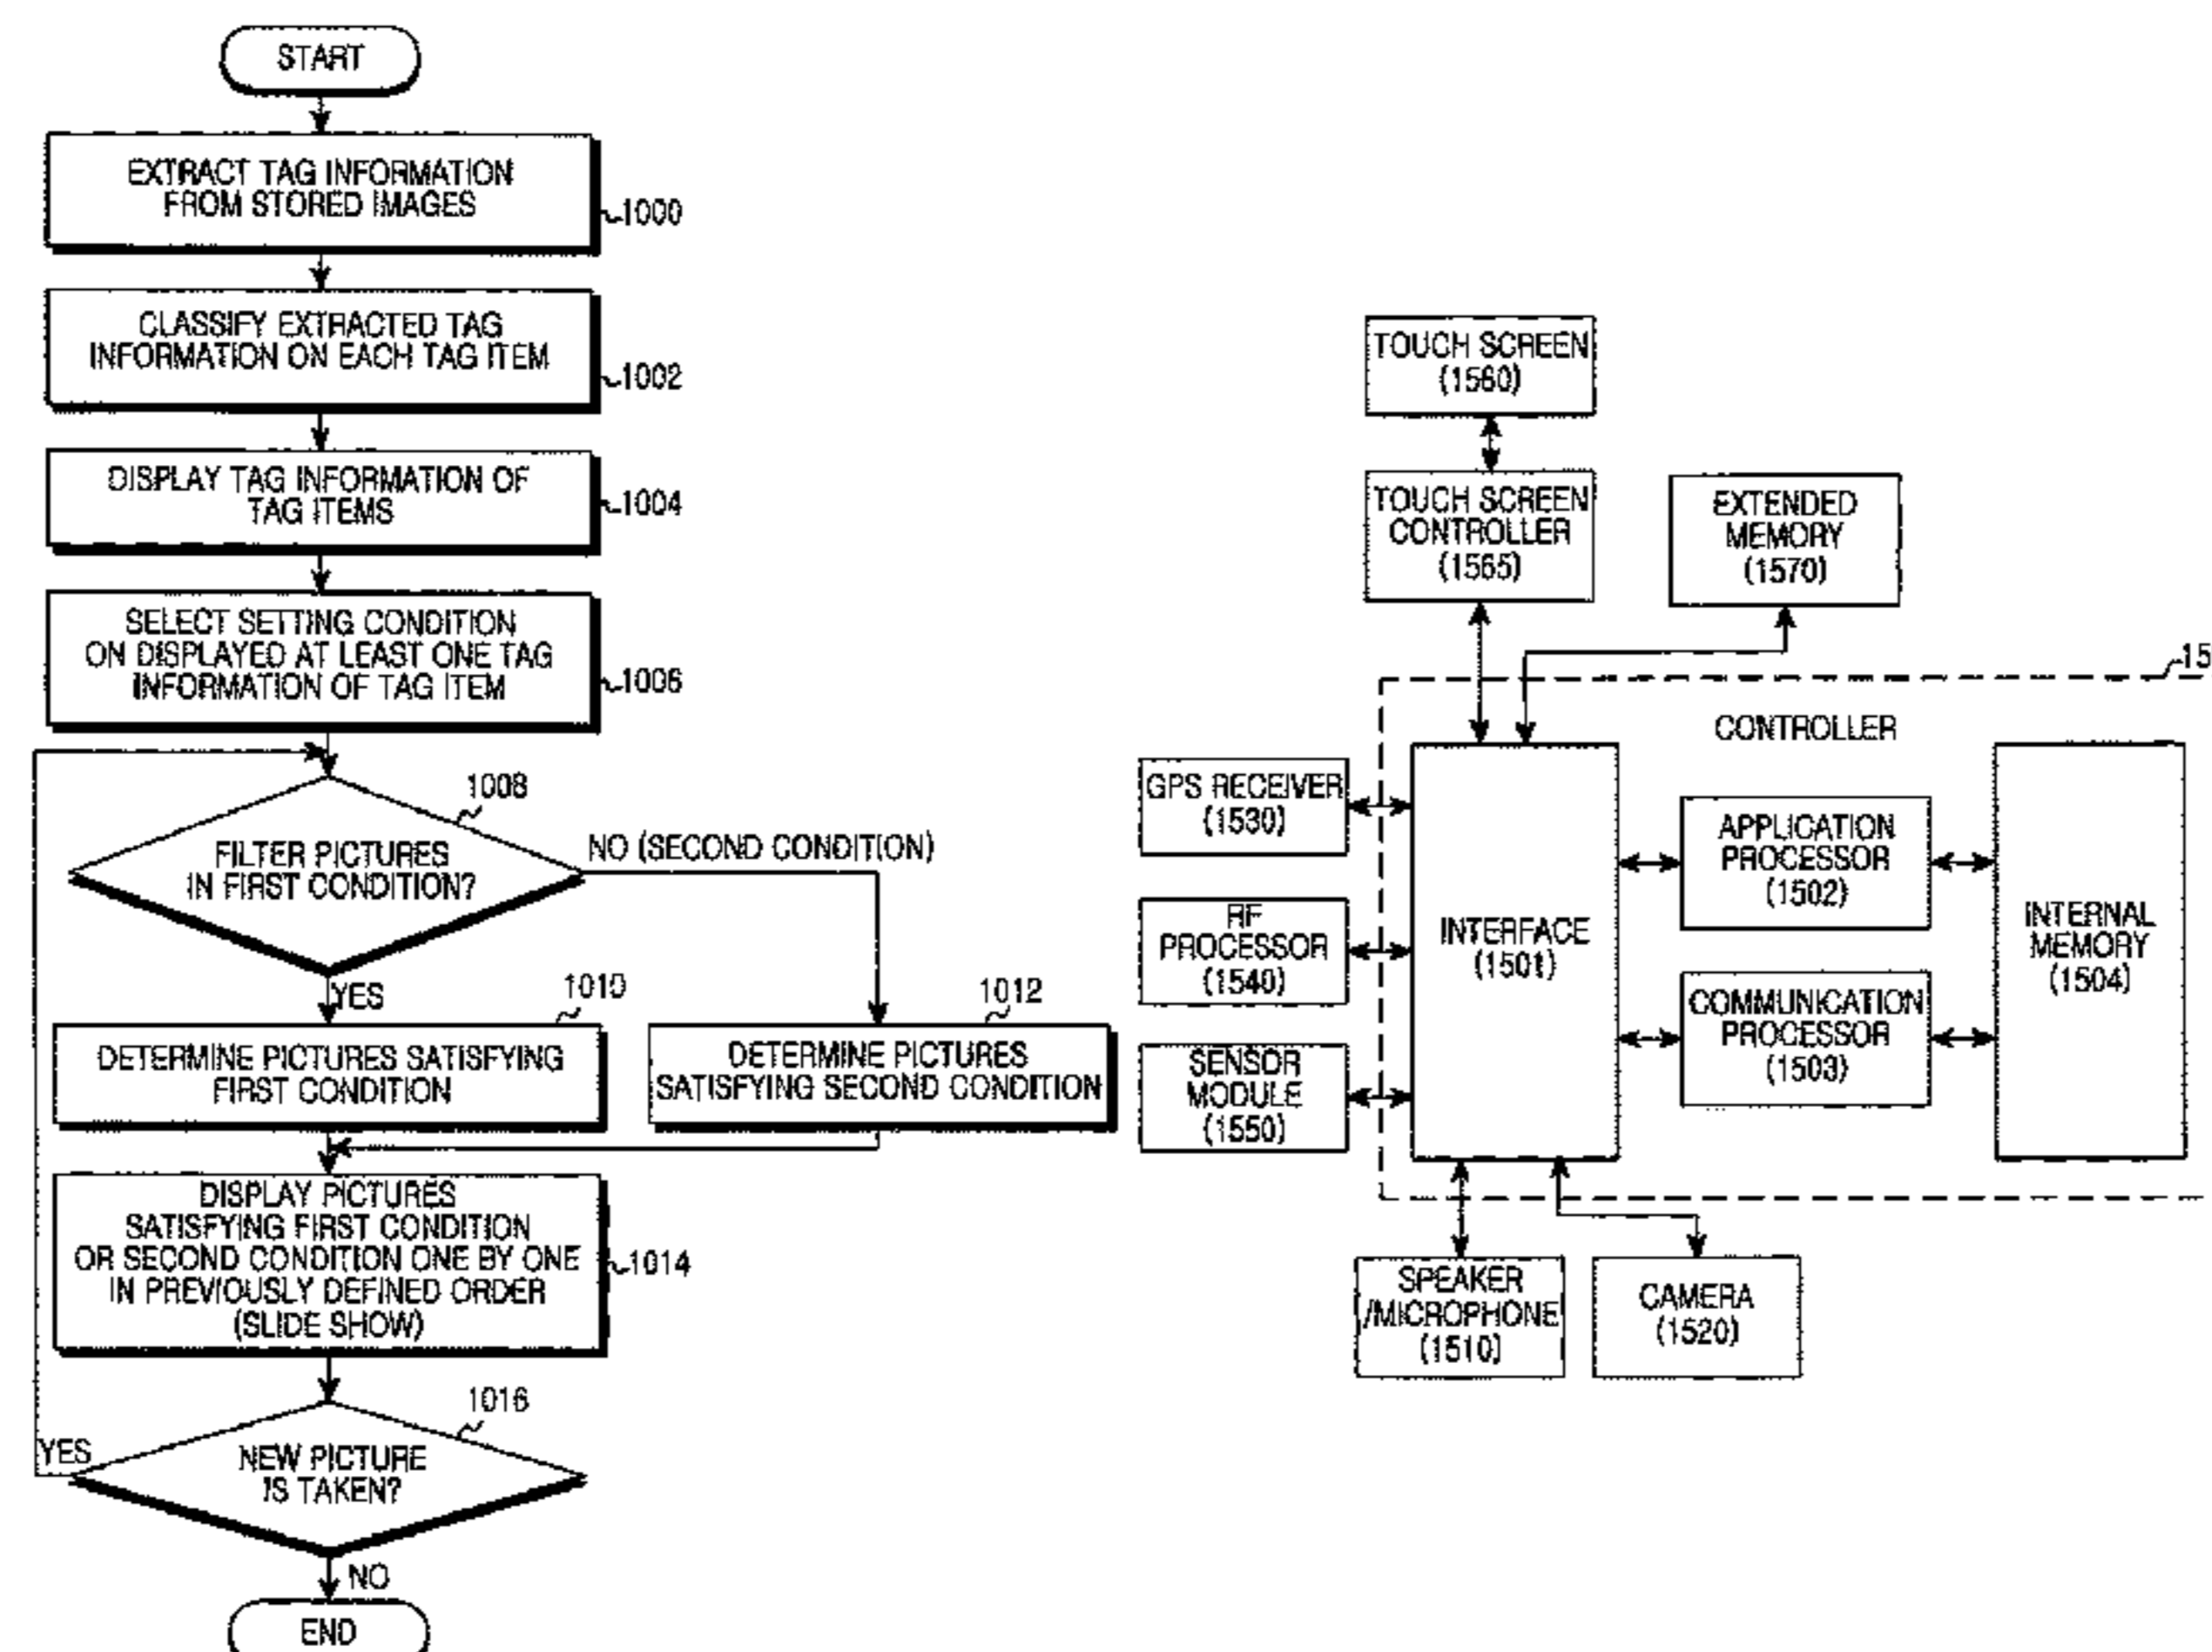 START
EXTRACT TAG INFORMATION
FROM STORED IMAGES
1000
CLASSIFY EXTRACTED TAG
INFORMATION ON EACH TAG ITEM
1002
DISPLAY TAG INFORMATION OF
TAG ITEMS
1004
SELECT SETTING CONDITION
ON DISPLAYED AT LEAST ONE TAG
INFORMATION OF TAG ITEM
1006
1008
FILTER PICTURES
IN FIRST CONDITION?
NO (SECOND CONDITION)
YES
1010
DETERMINE PICTURES SATISFYING
FIRST CONDITION
1012
DETERMINE PICTURES
SATISFYING SECOND CONDITION
DISPLAY PICTURES
SATISFYING FIRST CONDITION
OR SECOND CONDITION ONE BY ONE
IN PREVIOUSLY DEFINED ORDER
(SLIDE SHOW)
1014
1016
YES
NEW PICTURE
IS TAKEN?
NO
END
TOUCH SCREEN
(1560)
TOUCH SCREEN
CONTROLLER
(1565)
EXTENDED
MEMORY
(1570)
15
CONTROLLER
GPS RECEIVER
(1530)
RF
PROCESSOR
(1540)
SENSOR
MODULE
(1550)
INTERFACE
(1501)
APPLICATION
PROCESSOR
(1502)
COMMUNICATION
PROCESSOR
(1503)
INTERNAL
MEMORY
(1504)
SPEAKER
/MICROPHONE
(1510)
CAMERA
(1520)